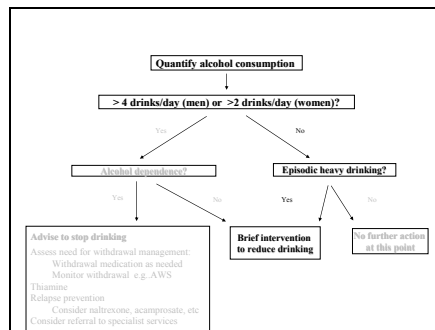 Quantify alcohol consumption
> 4 drinks/day (men) or >2 drinks/day (women)?
Yes
No
Alcohol dependence?
Episodic heavy drinking?
Yes
No
Yes
No
Advise to stop drinking
Assess need for withdrawal management:
Withdrawal medication as needed
Monitor withdrawal e.g. AWS
Thiamine
Relapse prevention
Consider naltrexone, acamprosate, etc
Consider referral to specialist services
Brief intervention
to reduce drinking
No further action
at this point